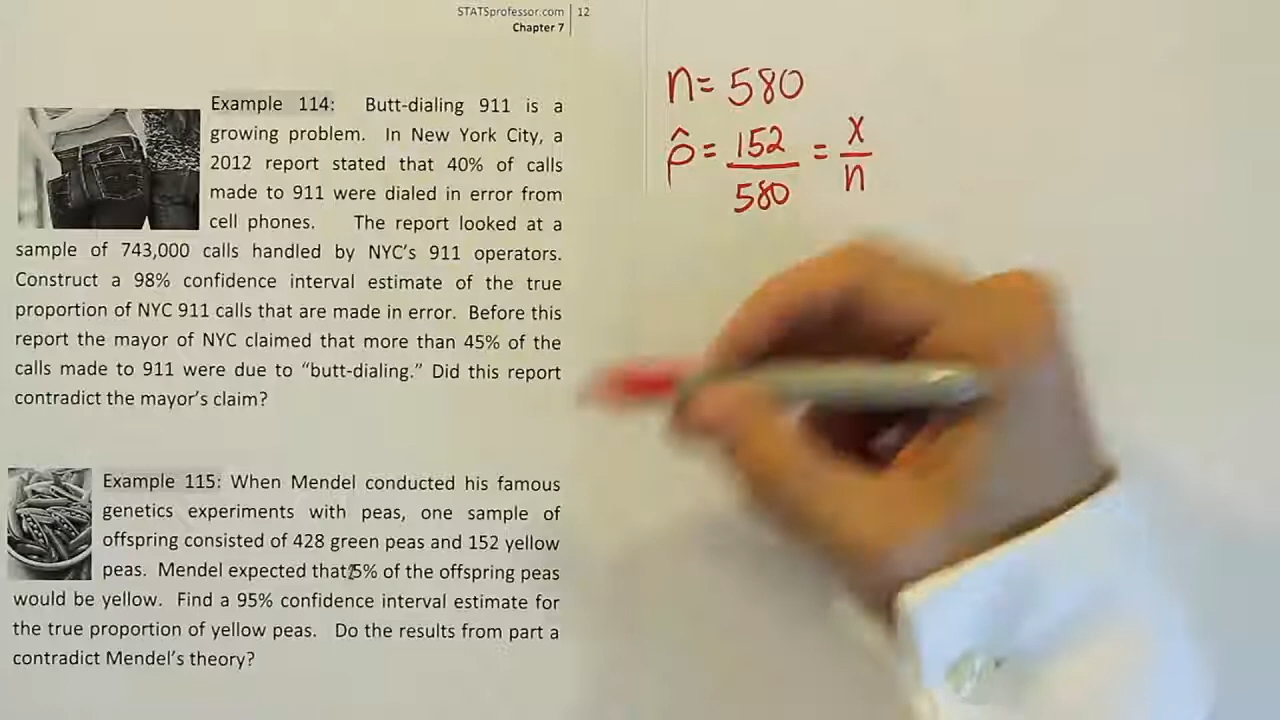 STATSprofessor.com | 12
Chapter 7
Example 114: Butt-dialing 911 is a
growing problem. In New York City, a
2012 report stated that 40% of calls
made to 911 were dialed in error from
cell phones. The report looked at a
sample of 743,000 calls handled by NYC's 911 operators.
Construct a 98% confidence interval estimate of the true
proportion of NYC 911 calls that are made in error. Before this
report the mayor of NYC claimed that more than 45% of the
calls made to 911 were due to "butt-dialing." Did this report
contradict the mayor's claim?
Example 115: When Mendel conducted his famous
genetics experiments with peas, one sample of
offspring consisted of 428 green peas and 152 yellow
peas. Mendel expected that 25% of the offspring peas
would be yellow. Find a 95% confidence interval estimate for
the true proportion of yellow peas. Do the results from part a
contradict Mendel's theory?
n = 580
p̂ = 152/580 = x/n